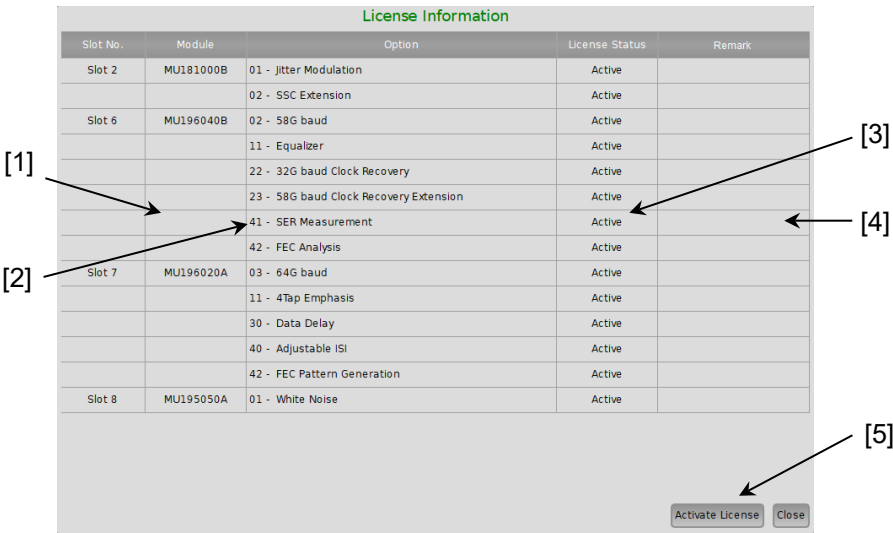 License Information
Slot No. Module Option License Status Remark
Slot 2 MU181000B 01 - Jitter Modulation Active
02 - SSC Extension Active
Slot 6 MU196040B 02 - 58G baud Active
11 - Equalizer Active
[3]
22 - 32G baud Clock Recovery Active
[1]
23 - 58G baud Clock Recovery Extension Active
41 - SER Measurement Active
[4]
42 - FEC Analysis Active
[2]
Slot 7 MU196020A 03 - 64G baud Active
11 - 4Tap Emphasis Active
30 - Data Delay Active
40 - Adjustable ISI Active
42 - FEC Pattern Generation Active
Slot 8 MU195050A 01 - White Noise Active
[5]
Activate License Close